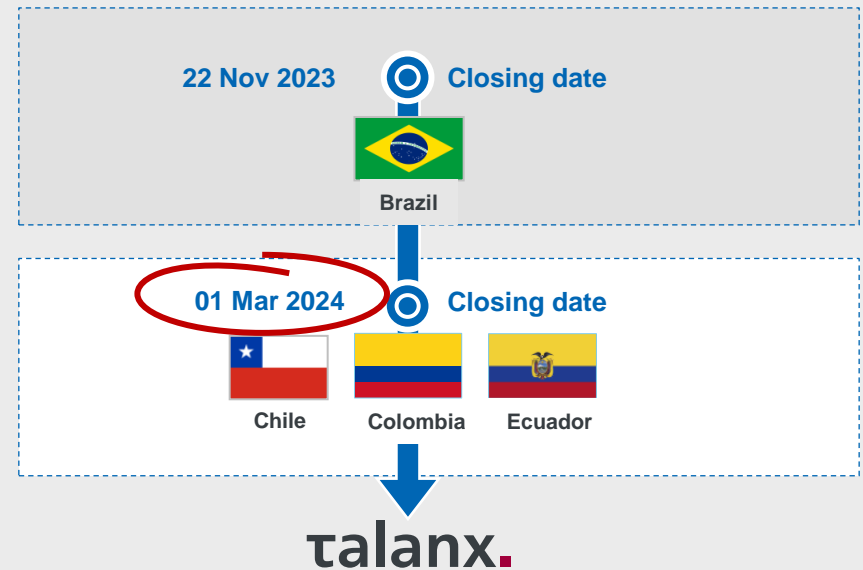 22 Nov 2023 Closing date
Brazil
01 Mar 2024 Closing date
Chile Colombia Ecuador
talanx.